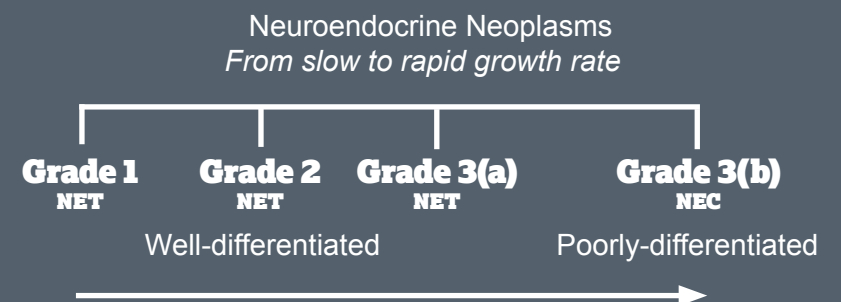 Neuroendocrine Neoplasms
From slow to rapid growth rate
Grade 1 Grade 2 Grade 3(a) Grade 3(b)
NET NET NET NEC
Well-differentiated Poorly-differentiated